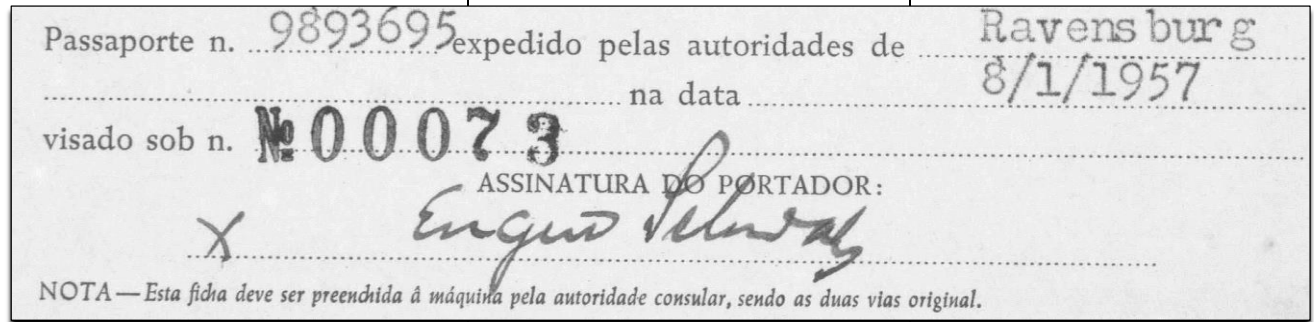 Passaporte n. 9893695 expedido pelas autoridades de Ravensburg
na data 8/1/1957
visado sob n. Nº 00073
ASSINATURA DO PORTADOR:
X
NOTA — Esta ficha deve ser preenchida â máquina pela autoridade consular, sendo as duas vias original.